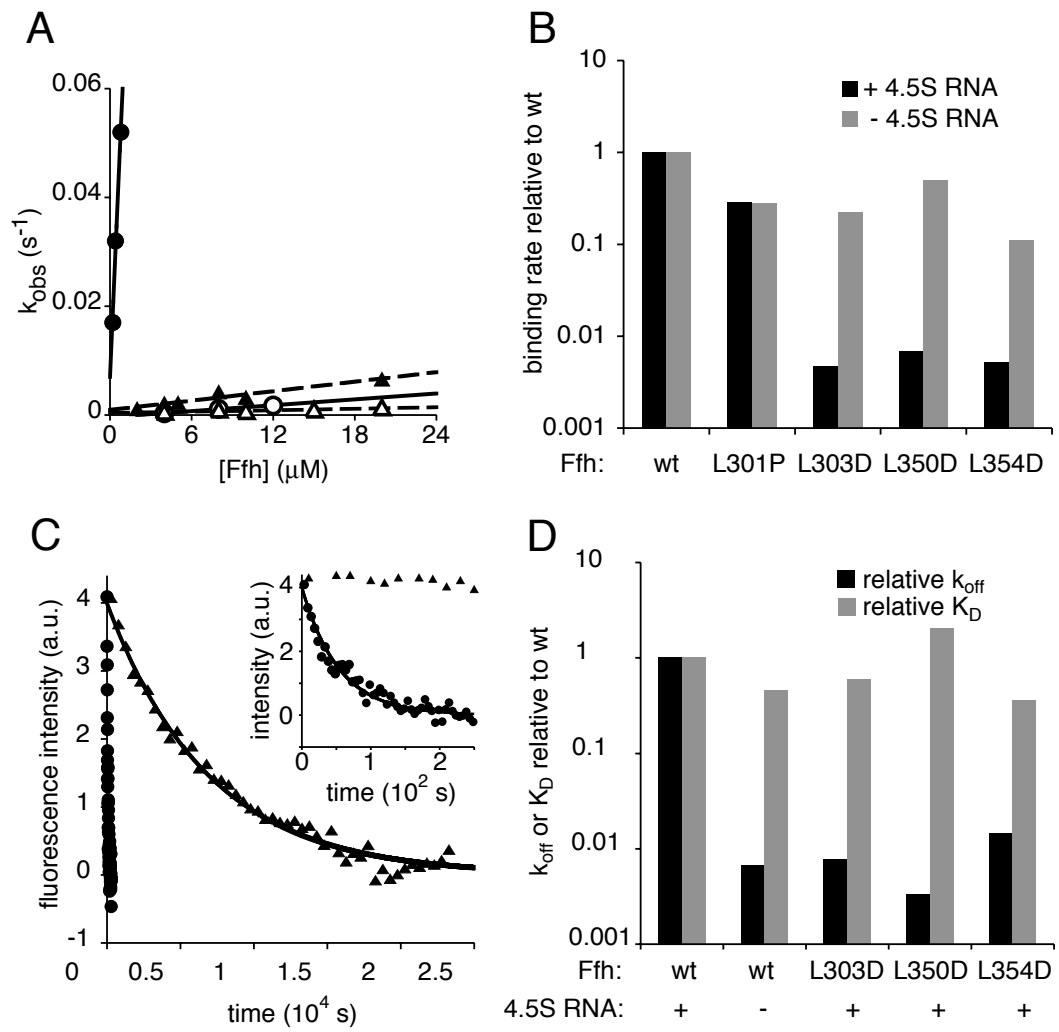 A
0.06
0.04
0.02
0
k_obs (s⁻¹)
0 6 12 18 24
[Ffh] (μM)
B
10
1
0.1
0.01
0.001
binding rate relative to wt
+ 4.5S RNA
- 4.5S RNA
Ffh: wt L301P L303D L350D L354D
C
4
3
2
1
0
-1
fluorescence intensity (a.u.)
0 0.5 1 1.5 2 2.5
time (10⁴ s)
4
2
0
intensity (a.u.)
0 1 2
time (10² s)
D
10
1
0.1
0.01
0.001
k_off or K_D relative to wt
relative k_off
relative K_D
Ffh: wt wt L303D L350D L354D
4.5S RNA: + - + + +